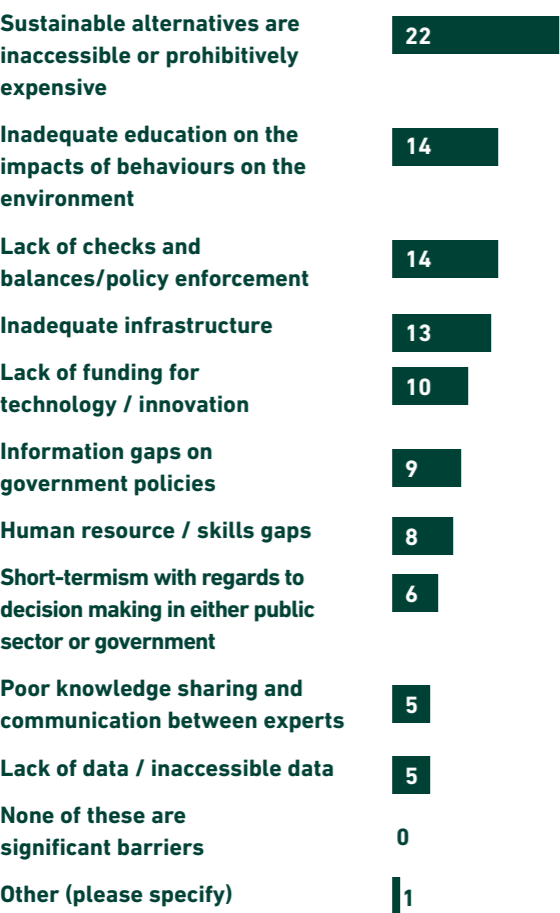 Sustainable alternatives are
inaccessible or prohibitively
expensive
22
Inadequate education on the
impacts of behaviours on the
environment
14
Lack of checks and
balances/policy enforcement
14
Inadequate infrastructure
13
Lack of funding for
technology / innovation
10
Information gaps on
government policies
9
Human resource / skills gaps
8
Short-termism with regards to
decision making in either public
sector or government
6
Poor knowledge sharing and
communication between experts
5
Lack of data / inaccessible data
5
None of these are
significant barriers
0
Other (please specify)
1